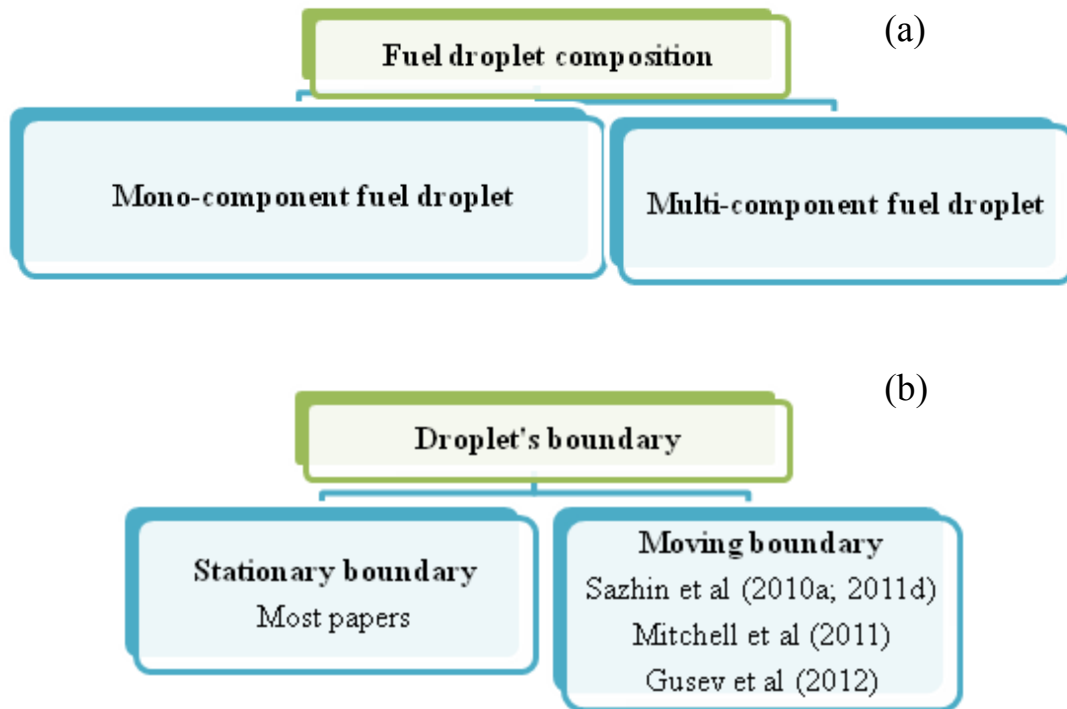 (a)
Fuel droplet composition
Mono-component fuel droplet
Multi-component fuel droplet
(b)
Droplet's boundary
Stationary boundary
Most papers
Moving boundary
Sazhin et al (2010a; 2011d)
Mitchell et al (2011)
Gusev et al (2012)